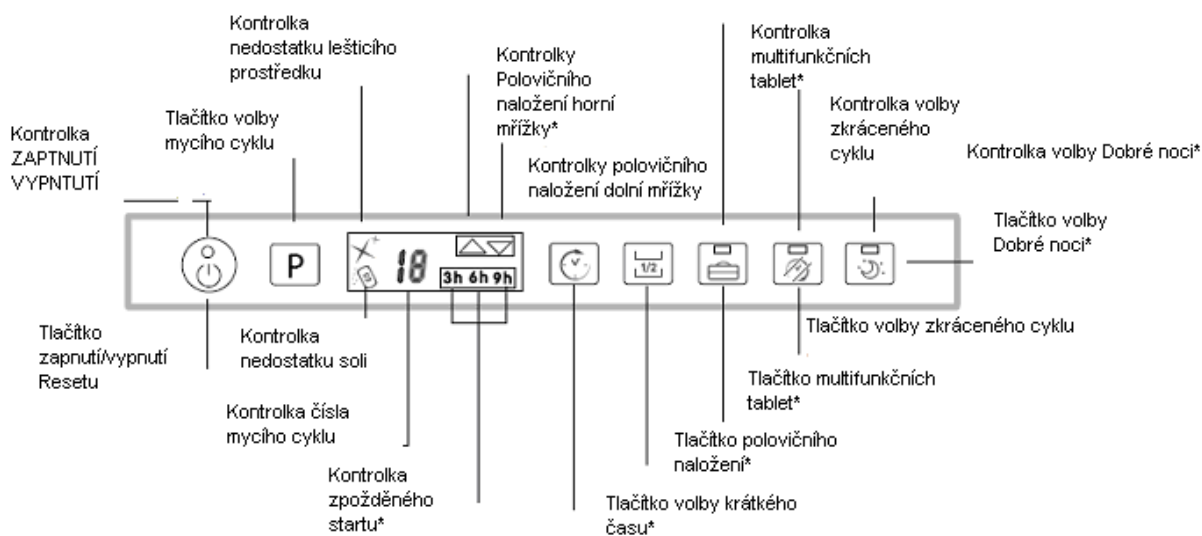 Kontrolka
nedostatku lešticího
prostředku
Kontrolky
Polovičního
naložení horní
mřížky*
Kontrolka
multifunkčních
tablet*
Kontrolka volby
zkráceného
cyklu
Kontrolka volby Dobré noci*
Tlačítko volby
mycího cyklu
Kontrolka
ZAPTNUTÍ
VYPNTUTÍ
Kontrolky polovičního
naložení dolní mřížky
Tlačítko volby
Dobré noci*
P
18
3h 6h 9h
1/2
Tlačítko
zapnutí/vypnutí
Resetu
Kontrolka
nedostatku soli
Tlačítko volby zkráceného cyklu
Tlačítko multifunkčních
tablet*
Kontrolka čísla
mycího cyklu
Tlačítko polovičního
naložení*
Kontrolka
zpožděného
startu*
Tlačítko volby krátkého
času*